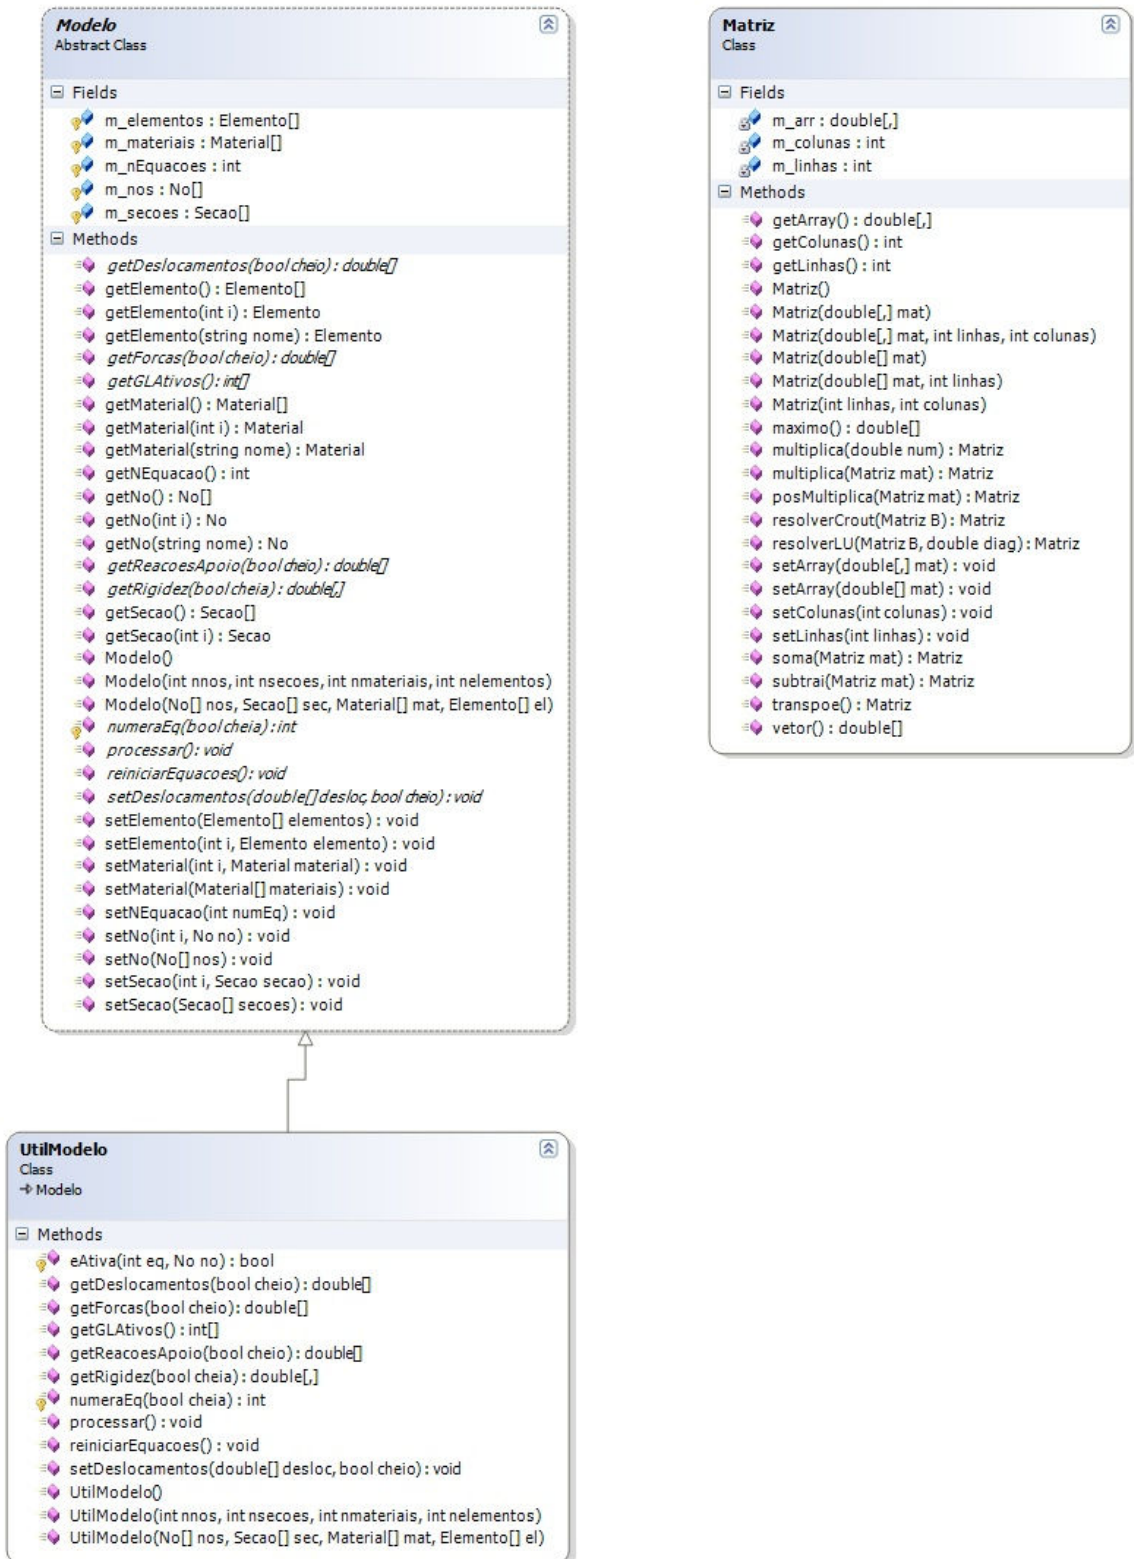 Modelo
Abstract Class
Fields
m_elementos : Elemento[]
m_materiais : Material[]
m_nEquacoes : int
m_nos : No[]
m_secoes : Secao[]
Methods
getDeslocamentos(bool cheio) : double[]
getElemento() : Elemento[]
getElemento(int i) : Elemento
getElemento(string nome) : Elemento
getForcas(bool cheio) : double[]
getGLAtivos() : int[]
getMaterial() : Material[]
getMaterial(int i) : Material
getMaterial(string nome) : Material
getNEquacao() : int
getNo() : No[]
getNo(int i) : No
getNo(string nome) : No
getReacoesApoio(bool cheio) : double[]
getRigidez(bool cheia) : double[,]
getSecao() : Secao[]
getSecao(int i) : Secao
Modelo()
Modelo(int nnos, int nsecoes, int nmateriais, int nelementos)
Modelo(No[] nos, Secao[] sec, Material[] mat, Elemento[] el)
numeraEq(bool cheia) : int
processar() : void
reiniciarEquacoes() : void
setDeslocamentos(double[] desloc, bool cheio) : void
setElemento(Elemento[] elementos) : void
setElemento(int i, Elemento elemento) : void
setMaterial(int i, Material material) : void
setMaterial(Material[] materiais) : void
setNEquacao(int numEq) : void
setNo(int i, No no) : void
setNo(No[] nos) : void
setSecao(int i, Secao secao) : void
setSecao(Secao[] secoes) : void
Matriz
Class
Fields
m_arr : double[,]
m_colunas : int
m_linhas : int
Methods
getArray() : double[,]
getColunas() : int
getLinhas() : int
Matriz()
Matriz(double[,] mat)
Matriz(double[,] mat, int linhas, int colunas)
Matriz(double[] mat)
Matriz(double[] mat, int linhas)
Matriz(int linhas, int colunas)
maximo() : double[]
multiplica(double num) : Matriz
multiplica(Matriz mat) : Matriz
posMultiplica(Matriz mat) : Matriz
resolverCrout(Matriz B) : Matriz
resolverLU(Matriz B, double diag) : Matriz
setArray(double[,] mat) : void
setArray(double[] mat) : void
setColunas(int colunas) : void
setLinhas(int linhas) : void
soma(Matriz mat) : Matriz
subtrai(Matriz mat) : Matriz
transpoe() : Matriz
vetor() : double[]
UtilModelo
Class
Modelo
Methods
eAtiva(int eq, No no) : bool
getDeslocamentos(bool cheio) : double[]
getForcas(bool cheio) : double[]
getGLAtivos() : int[]
getReacoesApoio(bool cheio) : double[]
getRigidez(bool cheia) : double[,]
numeraEq(bool cheia) : int
processar() : void
reiniciarEquacoes() : void
setDeslocamentos(double[] desloc, bool cheio) : void
UtilModelo()
UtilModelo(int nnos, int nsecoes, int nmateriais, int nelementos)
UtilModelo(No[] nos, Secao[] sec, Material[] mat, Elemento[] el)